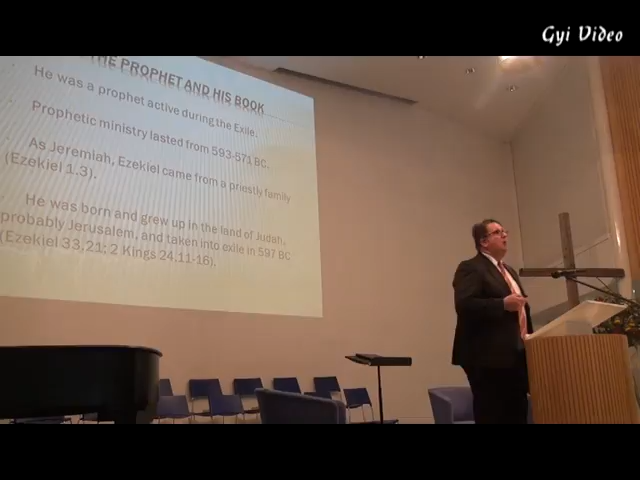 Gyi Video
THE PROPHET AND HIS BOOK
He was a prophet active during the Exile.
Prophetic ministry lasted from 593-571 BC.
As Jeremiah, Ezekiel came from a priestly family
(Ezekiel 1.3).
He was born and grew up in the land of Judah,
probably Jerusalem, and taken into exile in 597 BC
(Ezekiel 33,21; 2 Kings 24,11-16).